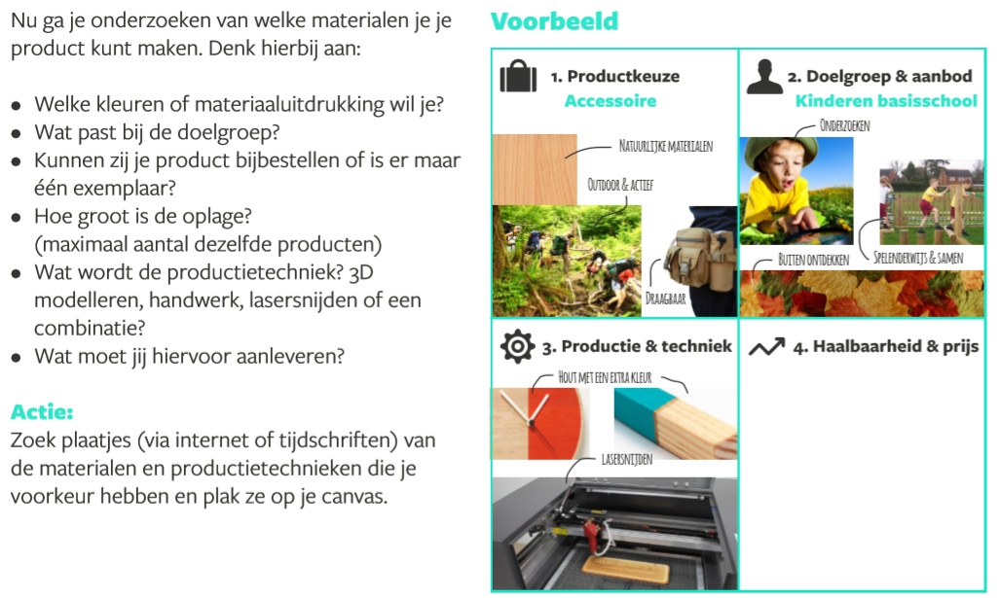 Nu ga je onderzoeken van welke materialen je je
product kunt maken. Denk hierbij aan:
• Welke kleuren of materiaaluitdrukking wil je?
• Wat past bij de doelgroep?
• Kunnen zij je product bijbestellen of is er maar
één exemplaar?
• Hoe groot is de oplage?
(maximaal aantal dezelfde producten)
• Wat wordt de productietechniek? 3D
modelleren, handwerk, lasersnijden of een
combinatie?
• Wat moet jij hiervoor aanleveren?
Actie:
Zoek plaatjes (via internet of tijdschriften) van
de materialen en productietechnieken die je
voorkeur hebben en plak ze op je canvas.
Voorbeeld
1. Productkeuze
Accessoire
NATUURLIJKE MATERIALEN
OUTDOOR & ACTIEF
DRAAGBAAR
2. Doelgroep & aanbod
Kinderen basisschool
ONDERZOEKEN
SPELENDERWIJS & SAMEN
BUITEN ONTDEKKEN
3. Productie & techniek
HOUT MET EEN EXTRA KLEUR
LASERSNIJDEN
4. Haalbaarheid & prijs